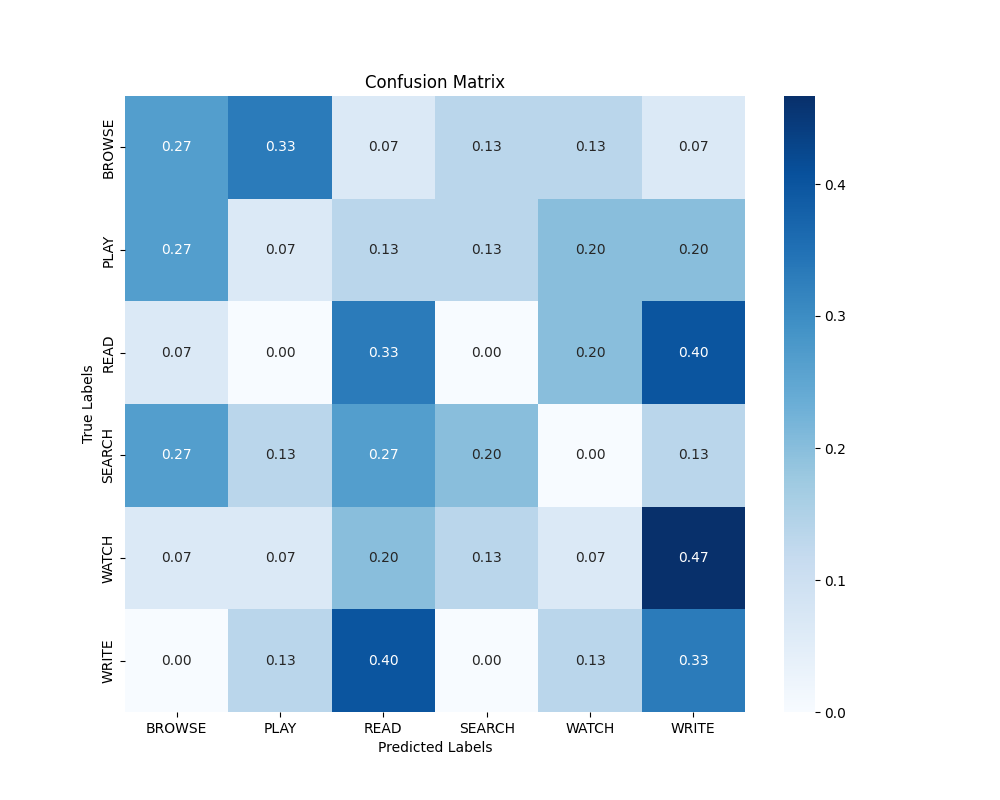 Confusion Matrix
BROWSE 0.27 0.33 0.07 0.13 0.13 0.07
PLAY 0.27 0.07 0.13 0.13 0.20 0.20
READ 0.07 0.00 0.33 0.00 0.20 0.40
SEARCH 0.27 0.13 0.27 0.20 0.00 0.13
WATCH 0.07 0.07 0.20 0.13 0.07 0.47
WRITE 0.00 0.13 0.40 0.00 0.13 0.33
BROWSE PLAY READ SEARCH WATCH WRITE
Predicted Labels
True Labels
0.4
0.3
0.2
0.1
0.0